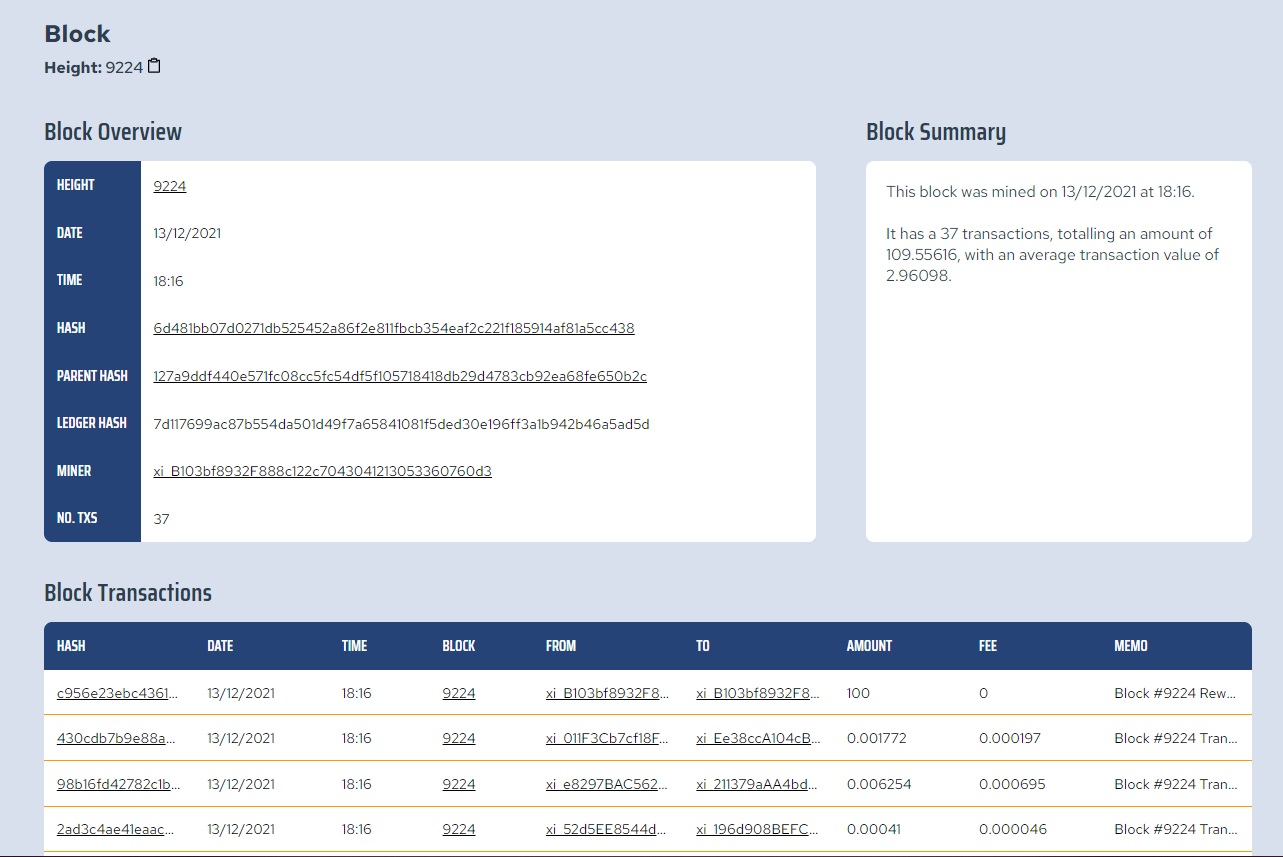 Block
Height: 9224
Block Overview
HEIGHT 9224
DATE 13/12/2021
TIME 18:16
HASH 6d481bb07d0271db525452a86f2e811fbcb354eaf2c221f185914af81a5cc438
PARENT HASH 127a9ddf440e571fc08cc5fc54df5f105718418db29d4783cb92ea68fe650b2c
LEDGER HASH 7d117699ac87b554da501d49f7a65841081f5ded30e196ff3a1b942b46a5ad5d
MINER xi_B103bf8932F888c122c7043041213053360760d3
NO. TXS 37
Block Summary
This block was mined on 13/12/2021 at 18:16.
It has a 37 transactions, totalling an amount of
109.55616, with an average transaction value of
2.96098.
Block Transactions
HASH DATE TIME BLOCK FROM TO AMOUNT FEE MEMO
c956e23ebc4361... 13/12/2021 18:16 9224 xi_B103bf8932F8... xi_B103bf8932F8... 100 0 Block #9224 Rew...
430cdb7b9e88a... 13/12/2021 18:16 9224 xi_011F3Cb7cf18F... xi_Ee38ccA104cB... 0.001772 0.000197 Block #9224 Tran...
98b16fd42782c1b... 13/12/2021 18:16 9224 xi_e8297BAC562... xi_211379aAA4bd... 0.006254 0.000695 Block #9224 Tran...
2ad3c4ae41eaac... 13/12/2021 18:16 9224 xi_52d5EE8544d... xi_196d908BEFC... 0.00041 0.000046 Block #9224 Tran...